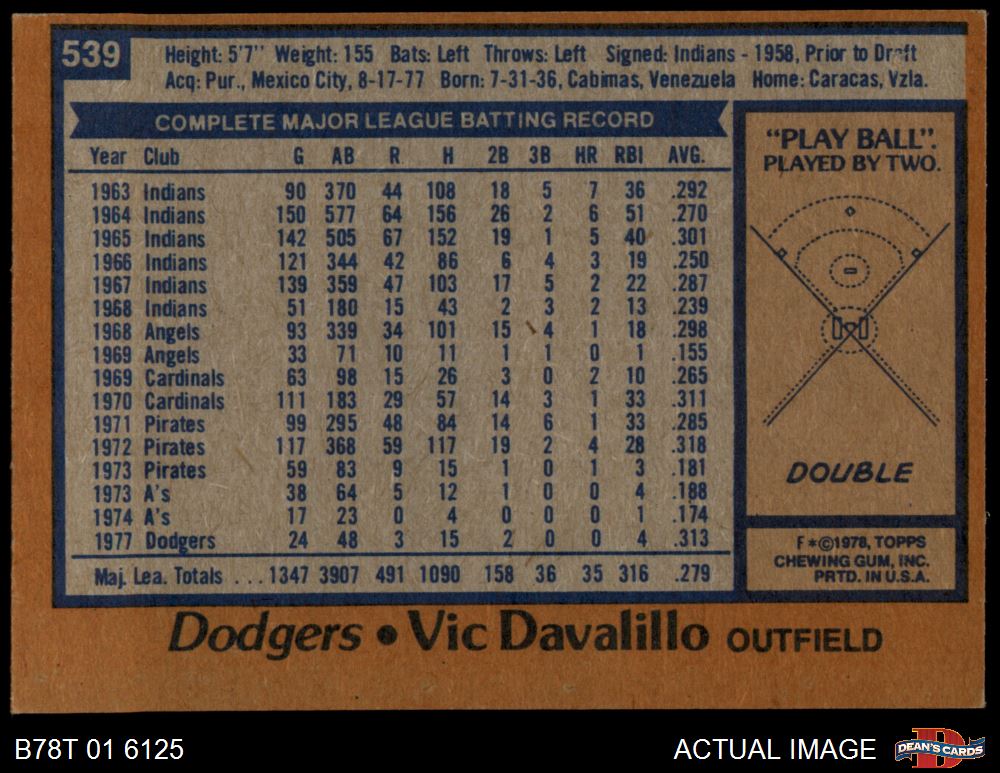 539
Height: 5'7" Weight: 155 Bats: Left Throws: Left Signed: Indians - 1958, Prior to Draft
Acq: Pur., Mexico City, 8-17-77 Born: 7-31-36, Cabimas, Venezuela Home: Caracas, Vzla.
COMPLETE MAJOR LEAGUE BATTING RECORD
Year Club G AB R H 2B 3B HR RBI AVG.
1963 Indians 90 370 44 108 18 5 7 36 .292
1964 Indians 150 577 64 156 26 2 6 51 .270
1965 Indians 142 505 67 152 19 1 5 40 .301
1966 Indians 121 344 42 86 6 4 3 19 .250
1967 Indians 139 359 47 103 17 5 2 22 .287
1968 Indians 51 180 15 43 2 3 2 13 .239
1968 Angels 93 339 34 101 15 4 1 18 .298
1969 Angels 33 71 10 11 1 1 0 1 .155
1969 Cardinals 63 98 15 26 3 0 2 10 .265
1970 Cardinals 111 183 29 57 14 3 1 33 .311
1971 Pirates 99 295 48 84 14 6 1 33 .285
1972 Pirates 117 368 59 117 19 2 4 28 .318
1973 Pirates 59 83 9 15 1 0 1 3 .181
1973 A's 38 64 5 12 1 0 0 4 .188
1974 A's 17 23 0 4 0 0 0 1 .174
1977 Dodgers 24 48 3 15 2 0 0 4 .313
Maj. Lea. Totals ... 1347 3907 491 1090 158 36 35 316 .279
"PLAY BALL".
PLAYED BY TWO.
DOUBLE
F*©1978, TOPPS
CHEWING GUM, INC.
PRTD. IN U.S.A.
Dodgers • Vic Davalillo OUTFIELD
B78T 01 6125
ACTUAL IMAGE
D
DEAN'S CARDS